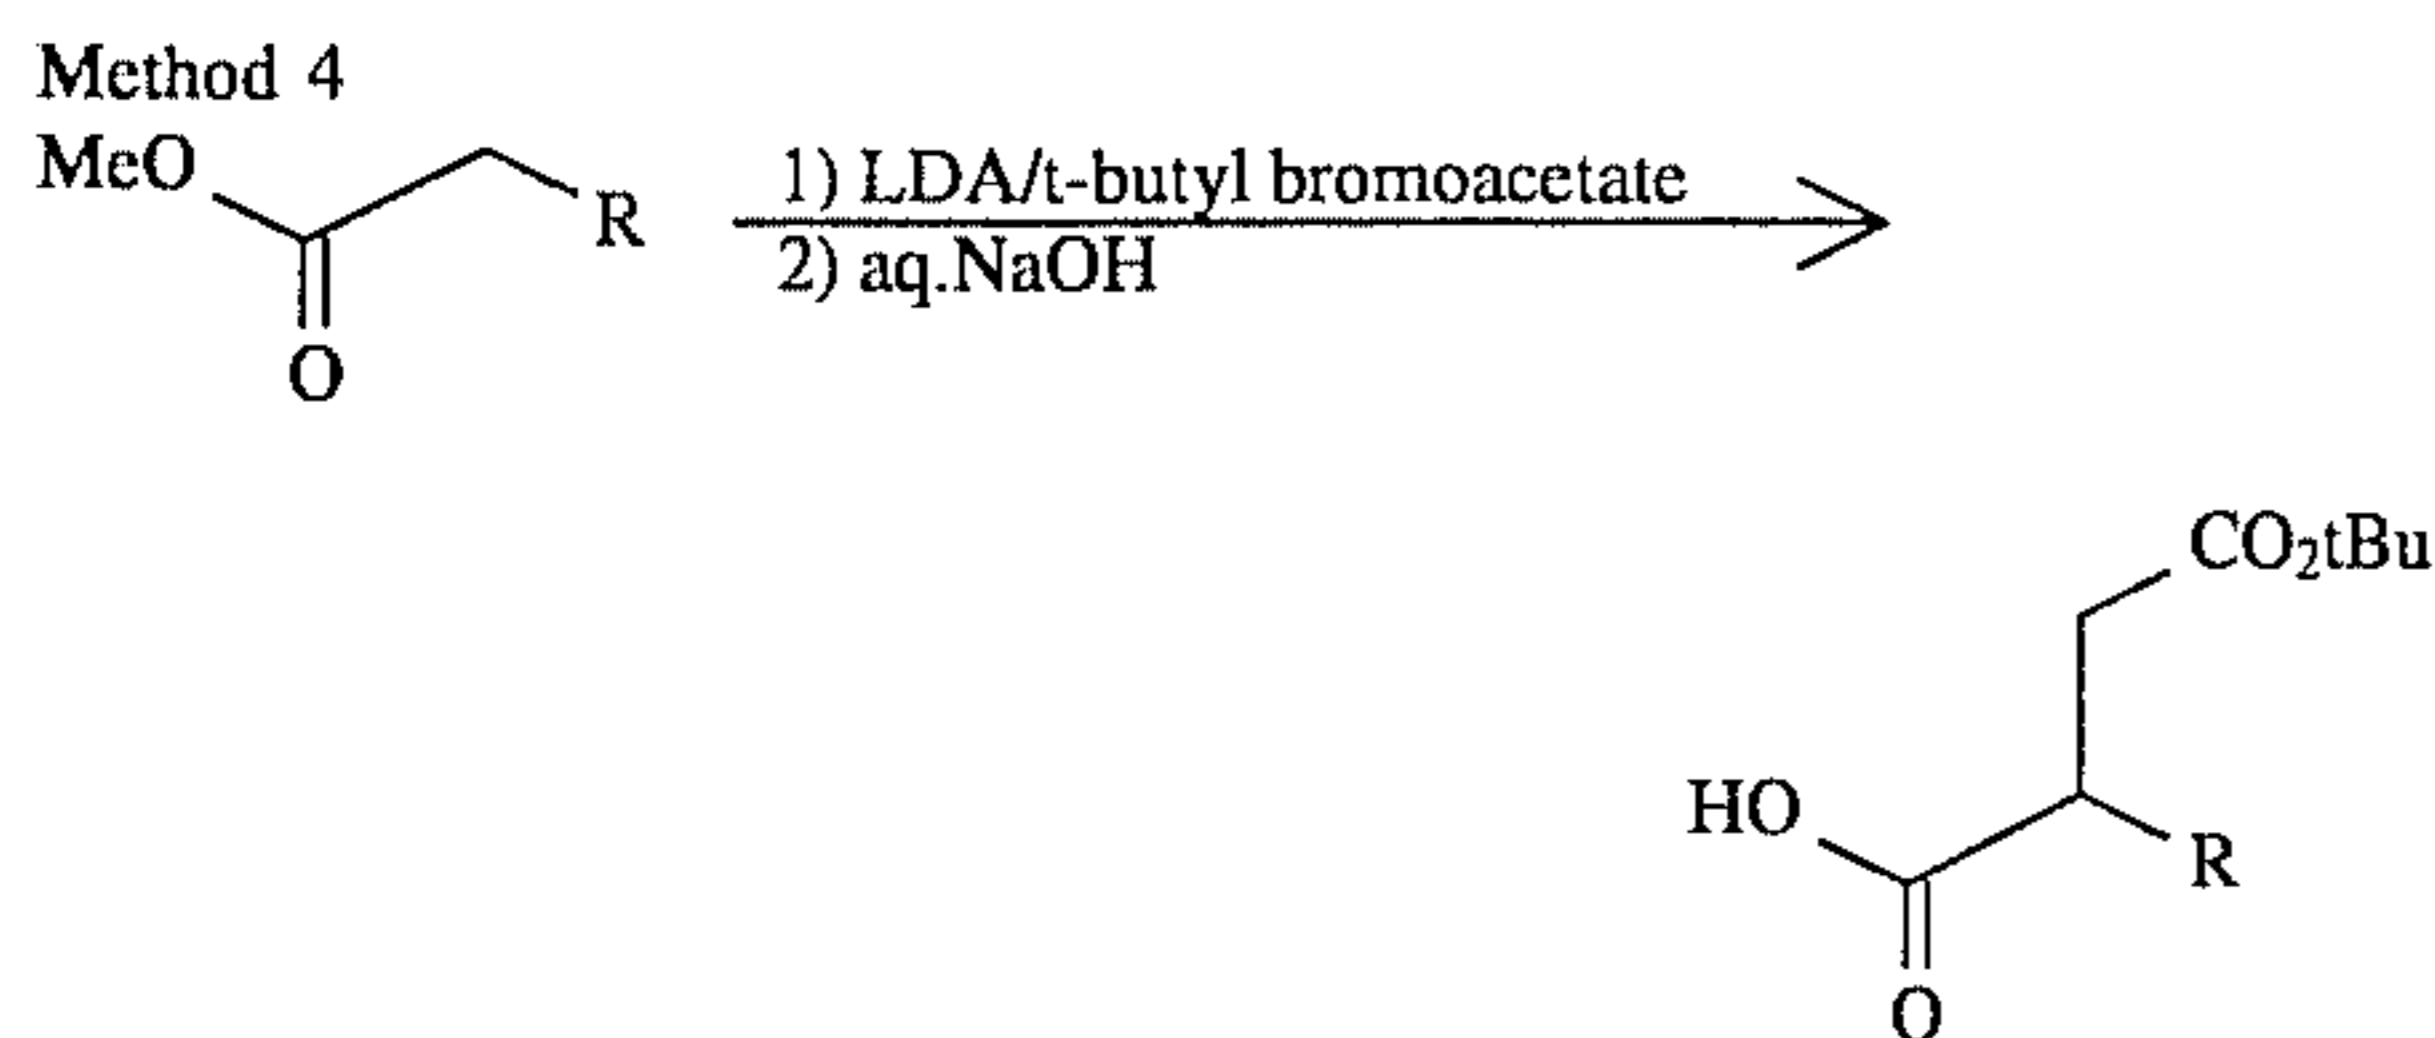 Method 4
MeO
R
O
1) LDA/t-butyl bromoacetate
2) aq.NaOH
CO₂tBu
HO
R
O